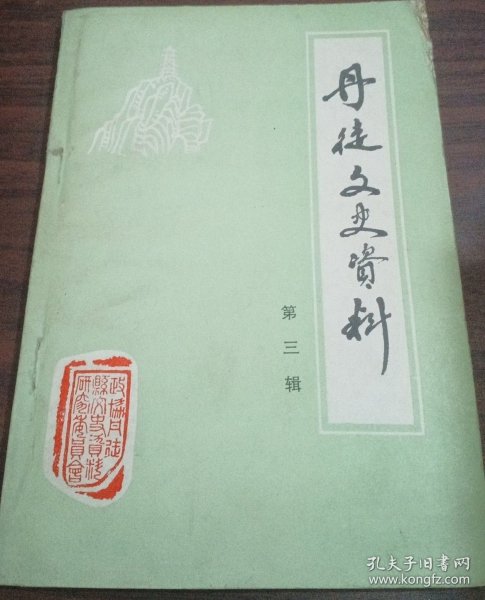 丹徒文史資料
第三辑
政協丹徒
縣文史資料
研究委員會
孔夫子旧书网
www.kongfz.com